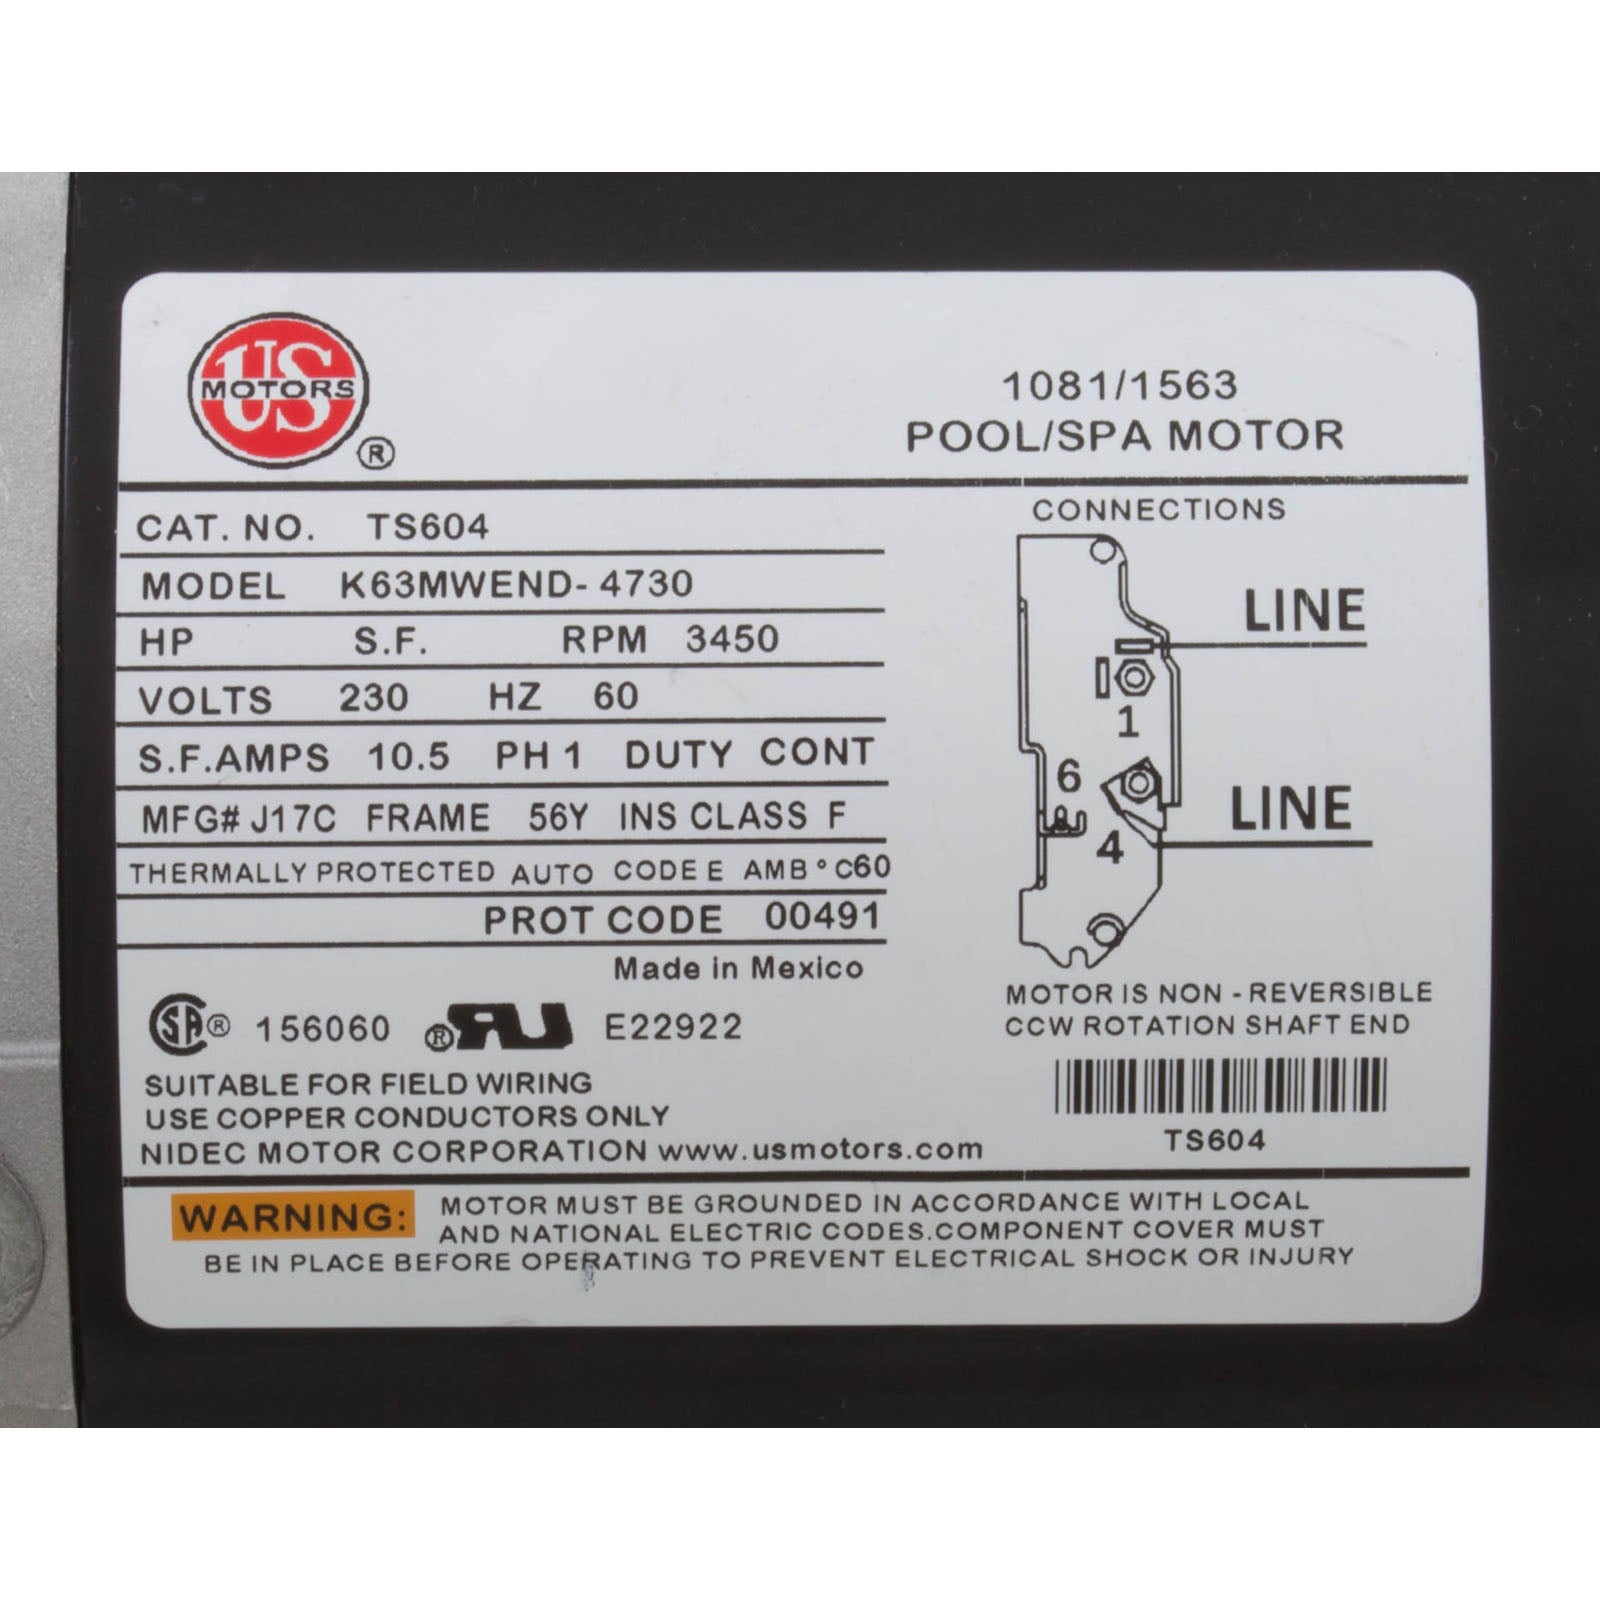 US
MOTORS
®
1081/1563
POOL/SPA MOTOR
CAT. NO. TS604
MODEL K63MWEND-4730
HP S.F. RPM 3450
VOLTS 230 HZ 60
S.F.AMPS 10.5 PH 1 DUTY CONT
MFG# J17C FRAME 56Y INS CLASS F
THERMALLY PROTECTED AUTO CODE E AMB °C60
PROT CODE 00491
Made in Mexico
SA® 156060 ®RU E22922
SUITABLE FOR FIELD WIRING
USE COPPER CONDUCTORS ONLY
NIDEC MOTOR CORPORATION www.usmotors.com
CONNECTIONS
LINE
1
6
LINE
4
MOTOR IS NON - REVERSIBLE
CCW ROTATION SHAFT END
TS604
WARNING: MOTOR MUST BE GROUNDED IN ACCORDANCE WITH LOCAL
AND NATIONAL ELECTRIC CODES.COMPONENT COVER MUST
BE IN PLACE BEFORE OPERATING TO PREVENT ELECTRICAL SHOCK OR INJURY